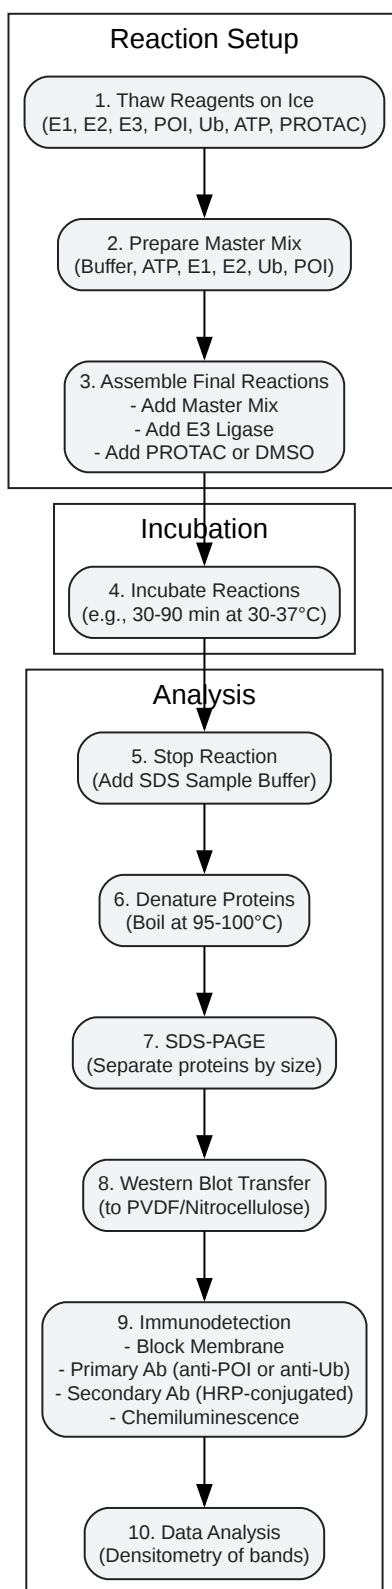 Reaction Setup
1. Thaw Reagents on Ice
(E1, E2, E3, POI, Ub, ATP, PROTAC)
2. Prepare Master Mix
(Buffer, ATP, E1, E2, Ub, POI)
3. Assemble Final Reactions
- Add Master Mix
- Add E3 Ligase
- Add PROTAC or DMSO
Incubation
4. Incubate Reactions
(e.g., 30-90 min at 30-37°C)
Analysis
5. Stop Reaction
(Add SDS Sample Buffer)
6. Denature Proteins
(Boil at 95-100°C)
7. SDS-PAGE
(Separate proteins by size)
8. Western Blot Transfer
(to PVDF/Nitrocellulose)
9. Immunodetection
- Block Membrane
- Primary Ab (anti-POI or anti-Ub)
- Secondary Ab (HRP-conjugated)
- Chemiluminescence
10. Data Analysis
(Densitometry of bands)